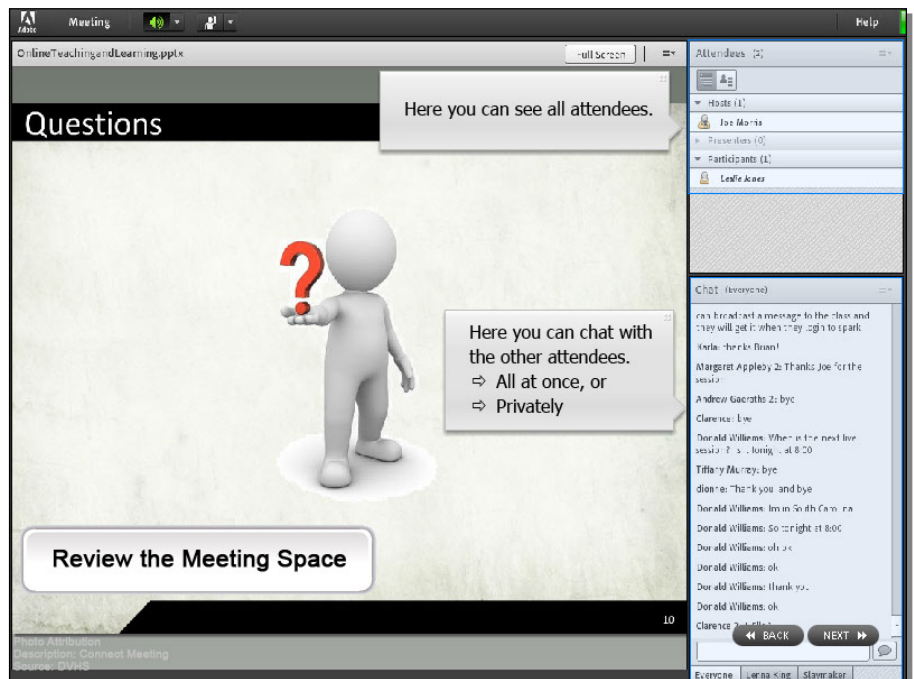 Adobe
Meeting
Help
OnlineTeachingandLearning.pptx
Full Screen
Questions
Here you can see all attendees.
Here you can chat with
the other attendees.
⇨ All at once, or
⇨ Privately
Review the Meeting Space
10
Photo Attribution
Description: Connect Meeting
Source: DVHS
Attendees (2)
Hosts (1)
Joe Morris
Presenters (0)
Participants (1)
Leslie Jones
Chat (Everyone)
can broadcast a message to the class and
they will get it when they login to spark
Karla: thanks Brian!
Margaret Appleby 2: Thanks Joe for the
session
Andrew Gaeraths 2: bye
Clarence: bye
Donald Williams: When is the next live
session? Is it tonight at 8:00
Tiffany Murray: bye
dionne: Thank you and bye
Donald Williams: Im in South Carolina
Donald Williams: So tonight at 8:00
Donald Williams: oh ok
Donald Williams: ok
Donald Williams: thank you
Donald Williams: ok
Clarence
BACK
NEXT
Everyone
Lenna King
Slaymaker